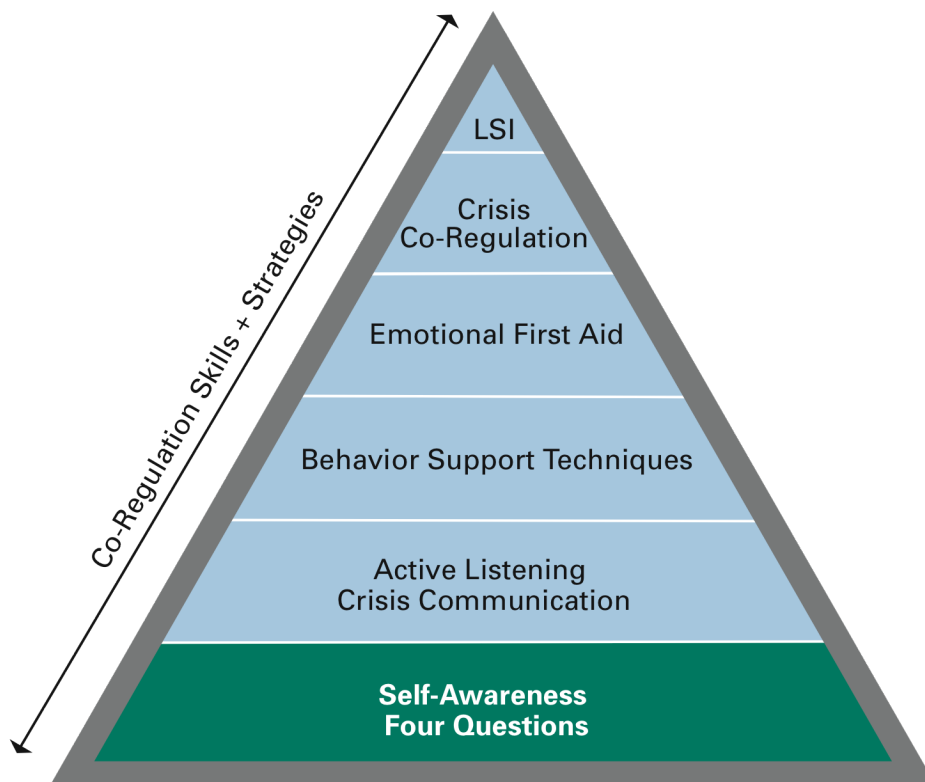 LSI
Crisis
Co-Regulation
Emotional First Aid
Behavior Support Techniques
Active Listening
Crisis Communication
Self-Awareness
Four Questions
Co-Regulation Skills + Strategies